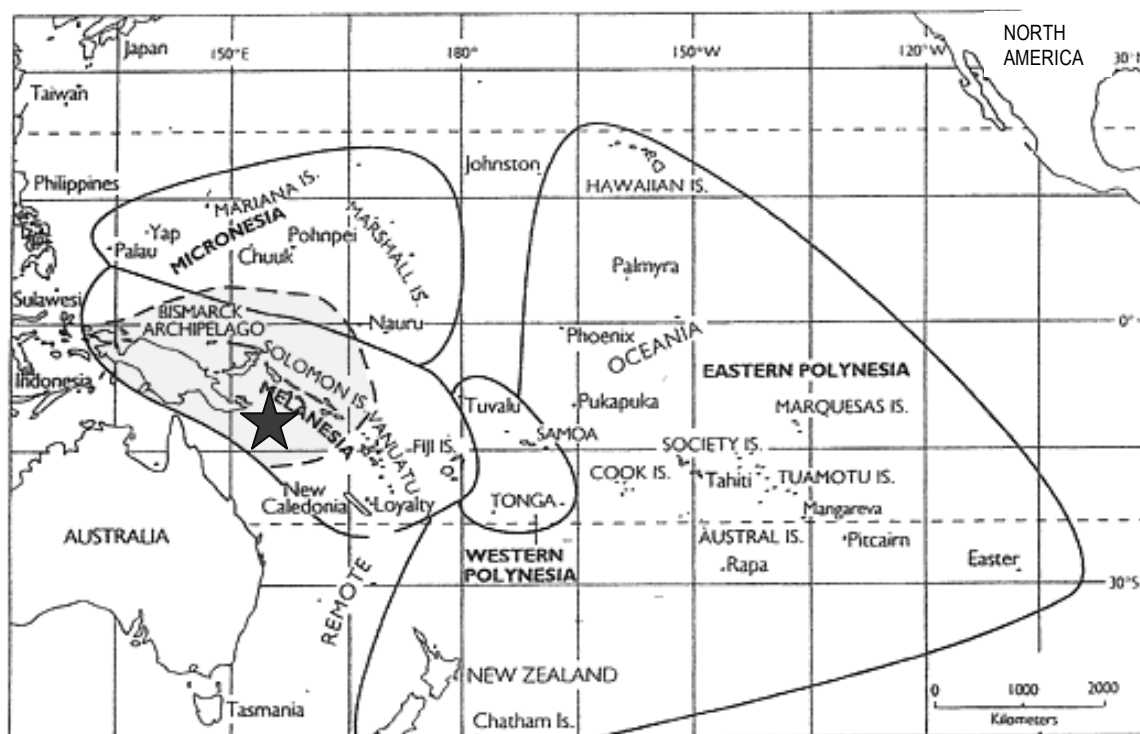 NORTH
AMERICA
Japan
150°E
180°
150°W
120°W
30°N
Taiwan
Philippines
Johnston
HAWAIIAN IS.
MARIANA IS.
MICRONESIA
MARSHALL IS.
Yap
Palau
Pohnpei
Chuuk
Palmyra
Sulawesi
BISMARCK
ARCHIPELAGO
Nauru
Phoenix
OCEANIA
0°
Indonesia
SOLOMON IS.
MELANESIA
VANUATU
EASTERN POLYNESIA
Tuvalu
Pukapuka
MARQUESAS IS.
SAMOA
FIJI IS.
SOCIETY IS.
COOK IS.
Tahiti
TUAMOTU IS.
New
Caledonia
Loyalty
TONGA
Mangareva
AUSTRALIA
WESTERN
POLYNESIA
AUSTRAL IS.
Pitcairn
Rapa
Easter
30°S
REMOTE
NEW ZEALAND
Chatham Is.
Tasmania
0
1000
2000
Kilometers